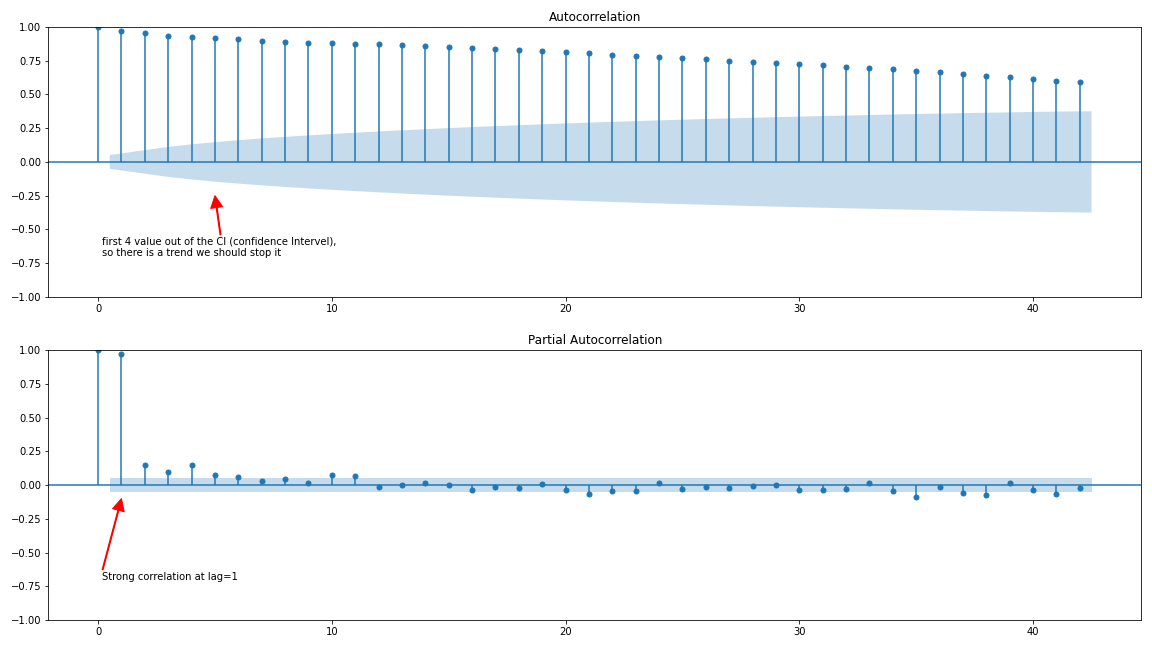 Autocorrelation
1.00
0.75
0.50
0.25
0.00
−0.25
−0.50
−0.75
−1.00
first 4 value out of the CI (confidence Intervel),
so there is a trend we should stop it
0 10 20 30 40
Partial Autocorrelation
1.00
0.75
0.50
0.25
0.00
−0.25
−0.50
−0.75
−1.00
Strong correlation at lag=1
0 10 20 30 40